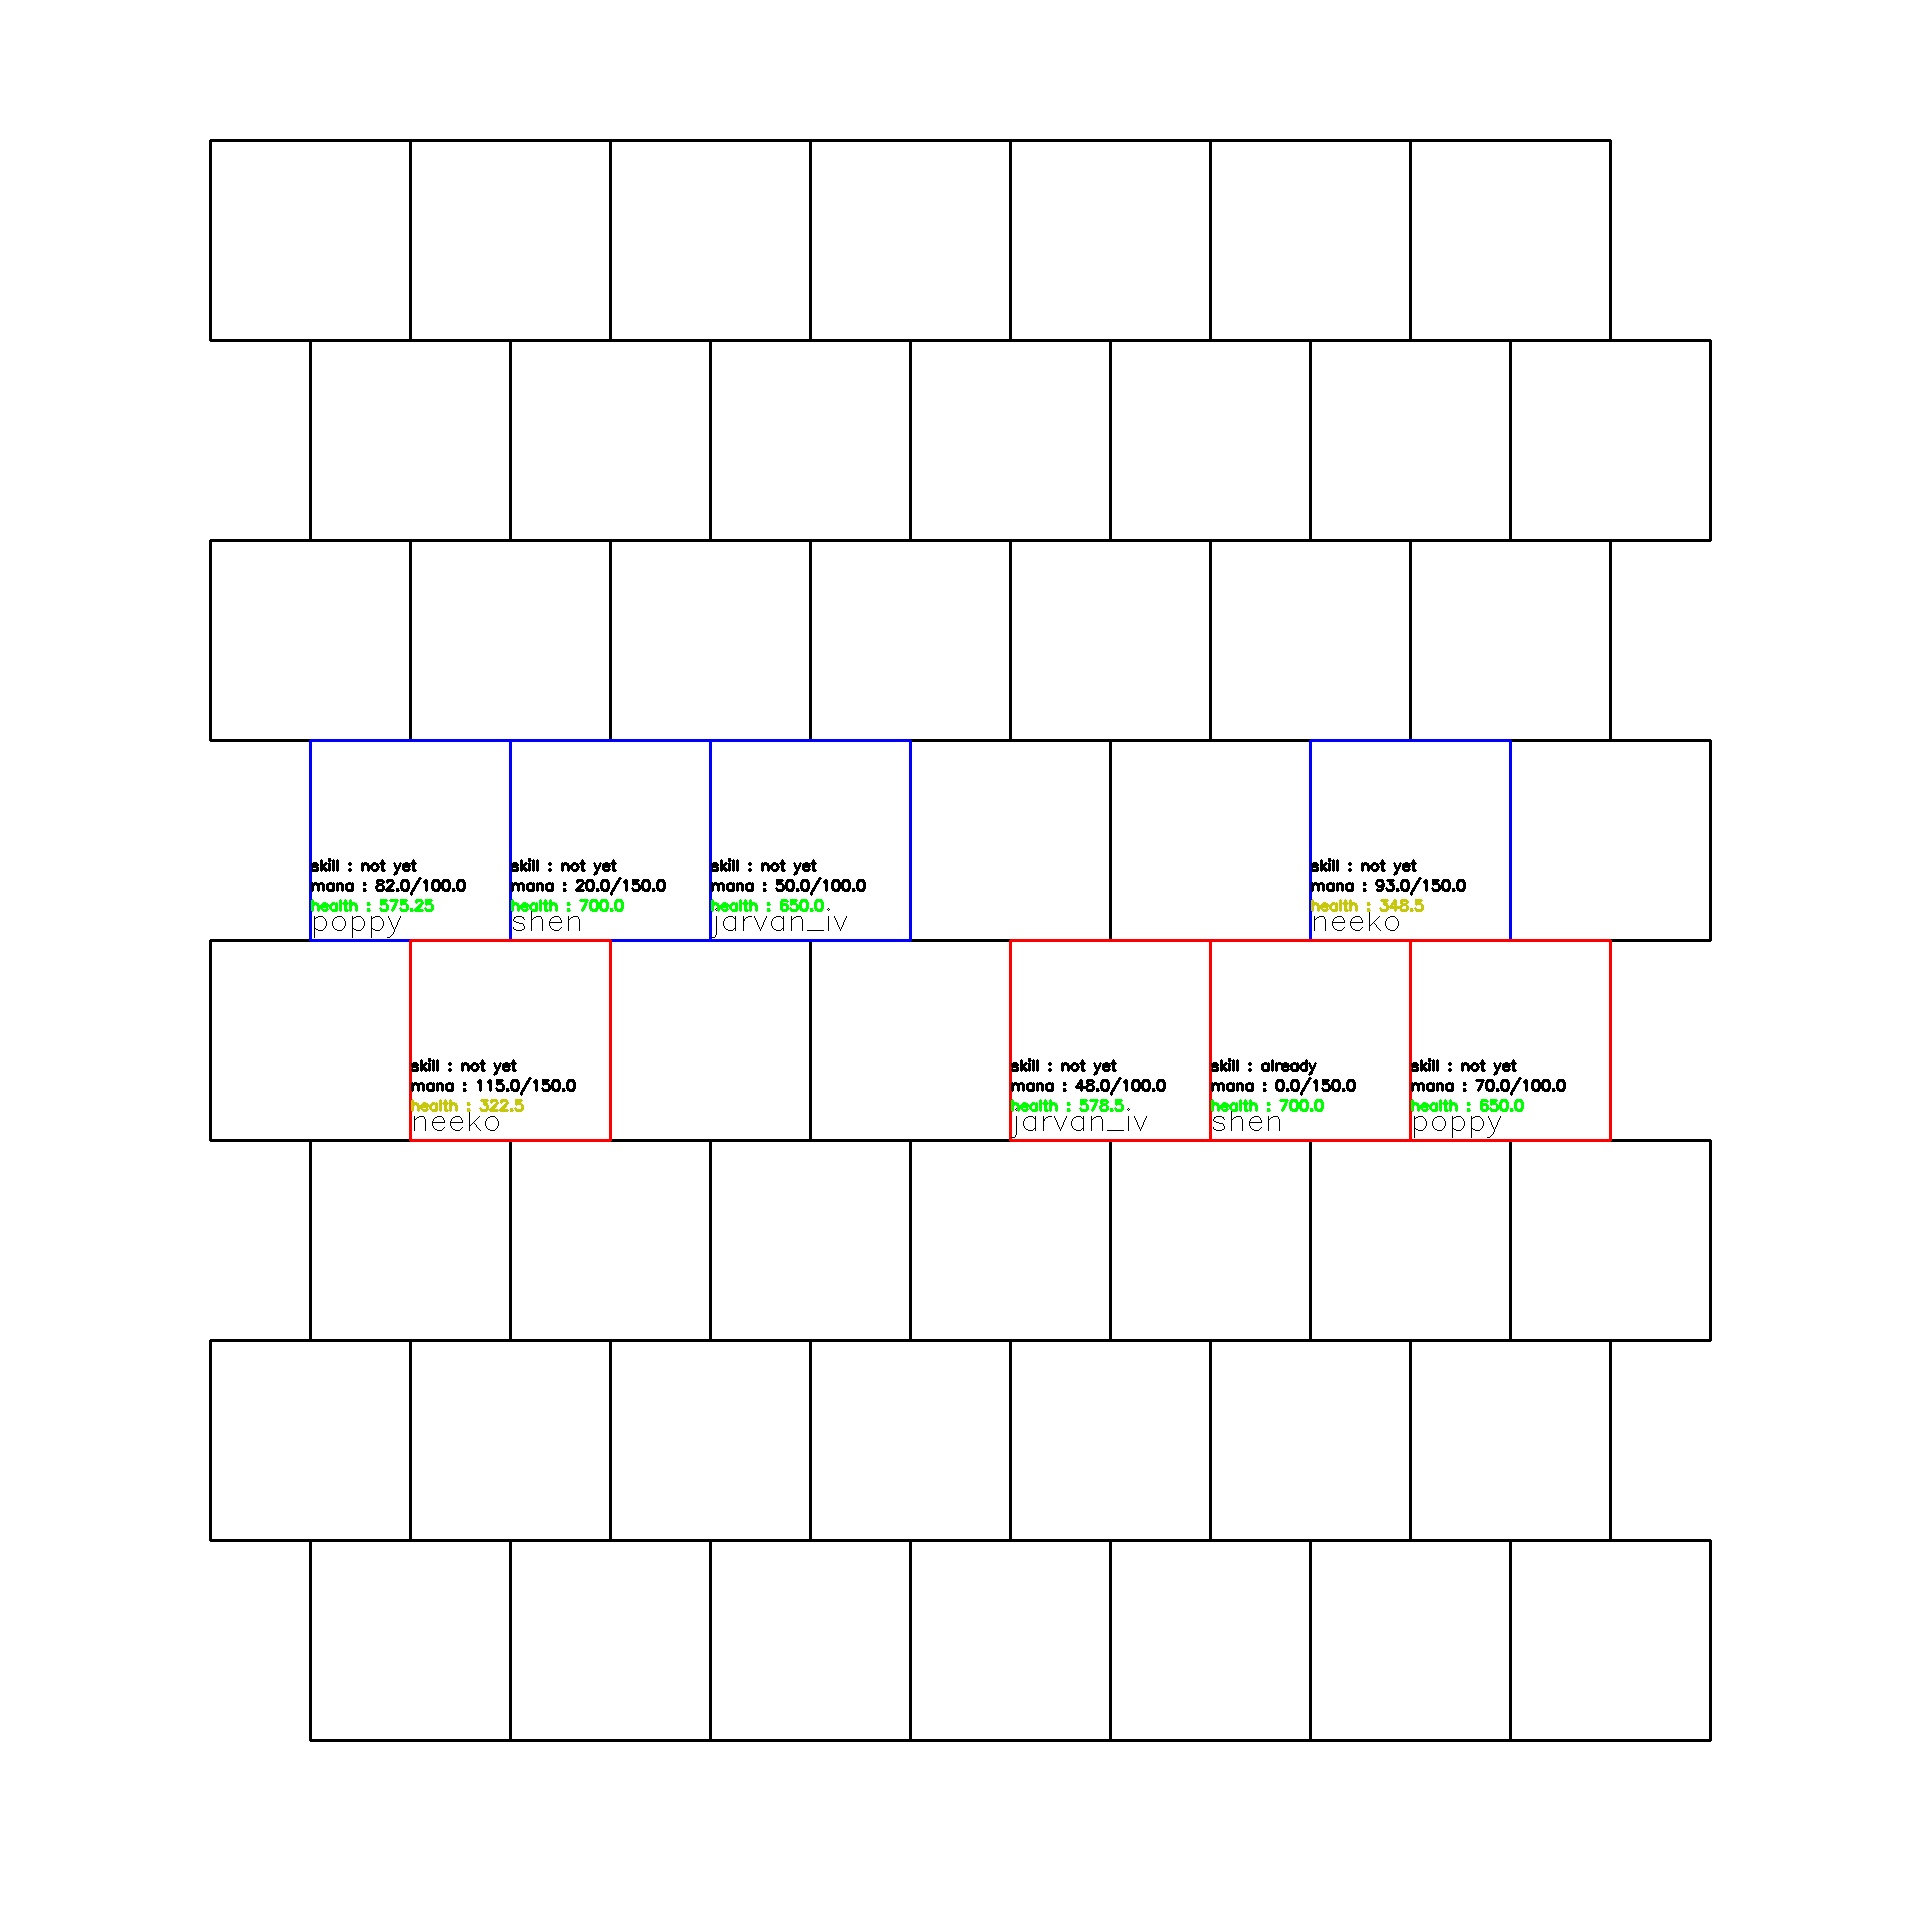 skill : not yet
mana : 82.0/100.0
health : 575.25
poppy
skill : not yet
mana : 20.0/150.0
health : 700.0
shen
skill : not yet
mana : 50.0/100.0
health : 650.0
jarvan_iv
skill : not yet
mana : 93.0/150.0
health : 348.5
neeko
skill : not yet
mana : 115.0/150.0
health : 322.5
neeko
skill : not yet
mana : 48.0/100.0
health : 578.5
jarvan_iv
skill : already
mana : 0.0/150.0
health : 700.0
shen
skill : not yet
mana : 70.0/100.0
health : 650.0
poppy